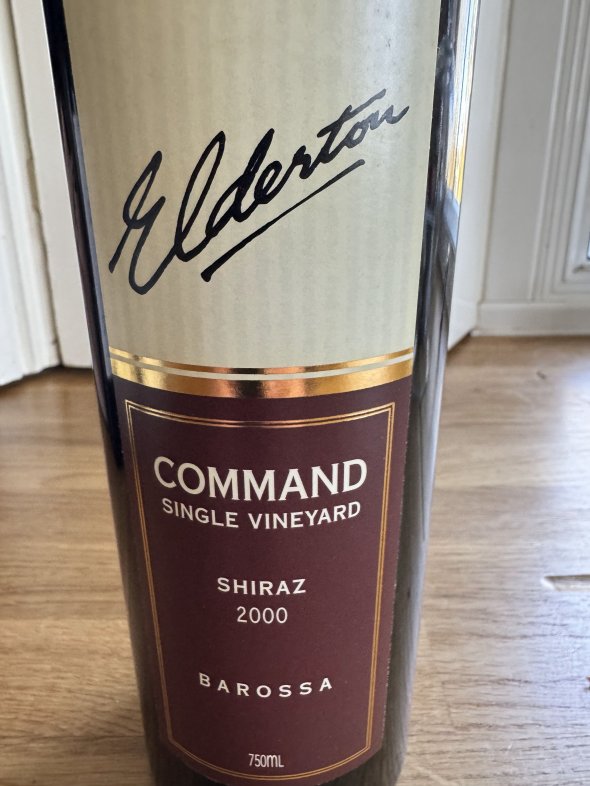 Elderton
COMMAND
SINGLE VINEYARD
SHIRAZ
2000
BAROSSA
750ML